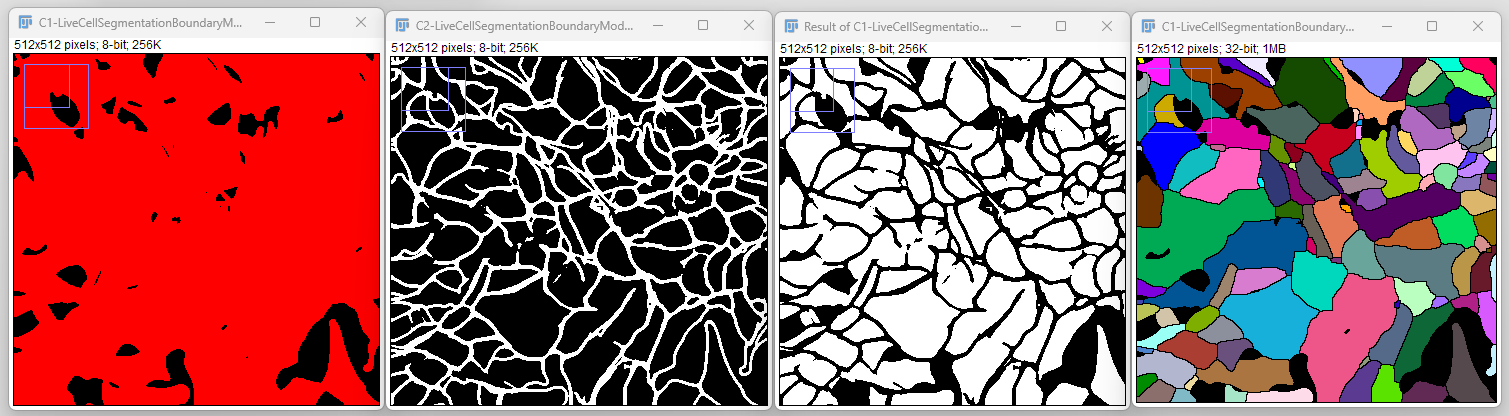 C1-LiveCellSegmentationBoundaryM...
512x512 pixels; 8-bit; 256K
C2-LiveCellSegmentationBoundaryMod...
512x512 pixels; 8-bit; 256K
Result of C1-LiveCellSegmentatio...
512x512 pixels; 8-bit; 256K
C1-LiveCellSegmentationBoundary...
512x512 pixels; 32-bit; 1MB